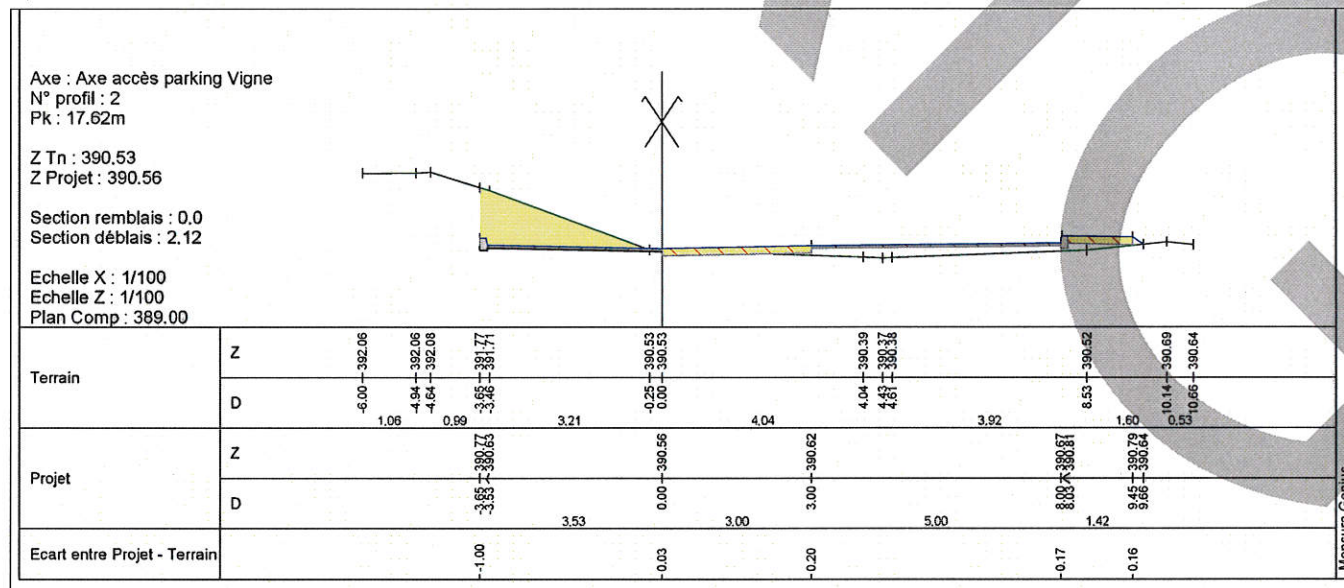 Axe : Axe accès parking Vigne
N° profil : 2
Pk : 17.62m
Z Tn : 390.53
Z Projet : 390.56
Section remblais : 0.0
Section déblais : 2.12
Echelle X : 1/100
Echelle Z : 1/100
Plan Comp : 389.00
Terrain
Z
392.06 392.06 392.08 391.77 391.71 390.53 390.53 390.39 390.37 390.38 390.52 390.69 390.64
D
-6.00 -4.94 -4.64 -3.65 -3.46 -0.25 0.00 4.04 4.43 4.61 8.53 10.14 10.66
1.06 0.99 3.21 4.04 3.92 1.60 0.53
Projet
Z
390.77 390.63 390.56 390.62 390.67 390.81 390.79 390.64
D
-3.65 -3.53 0.00 3.00 8.00 8.03 9.45 9.66
3.53 3.00 5.00 1.42
Ecart entre Projet - Terrain
-1.00 0.03 0.20 0.17 0.16